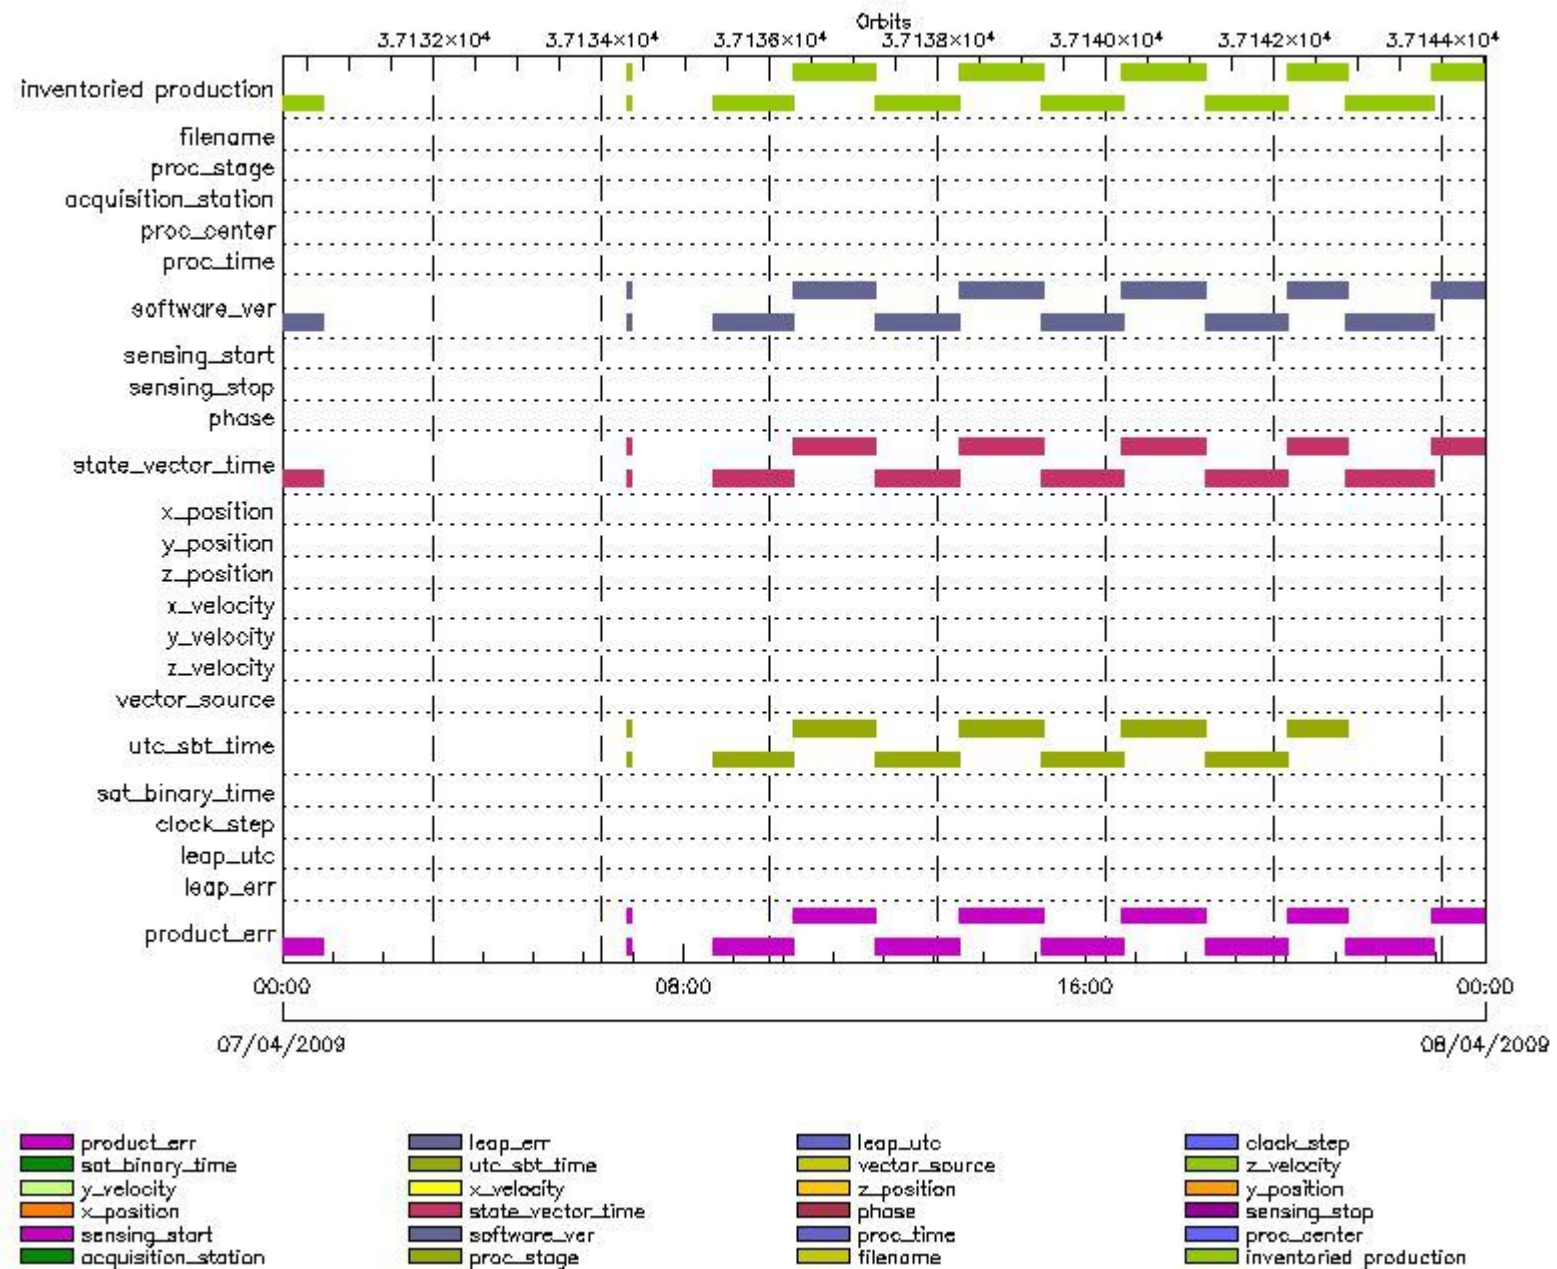 Orbits
3.7132×10⁴ 3.7134×10⁴ 3.7136×10⁴ 3.7138×10⁴ 3.7140×10⁴ 3.7142×10⁴ 3.7144×10⁴
inventoried production
filename
proc_stage
acquisition_station
proc_center
proc_time
software_ver
sensing_start
sensing_stop
phase
state_vector_time
x_position
y_position
z_position
x_velocity
y_velocity
z_velocity
vector_source
utc_sbt_time
sat_binary_time
clock_step
leap_utc
leap_err
product_err
00:00 08:00 16:00 00:00
07/04/2009 08/04/2009
product_err leap_err leap_utc clock_step
sat_binary_time utc_sbt_time vector_source z_velocity
y_velocity x_velocity z_position y_position
x_position state_vector_time phase sensing_stop
sensing_start software_ver proc_time proc_center
acquisition_station proc_stage filename inventoried production